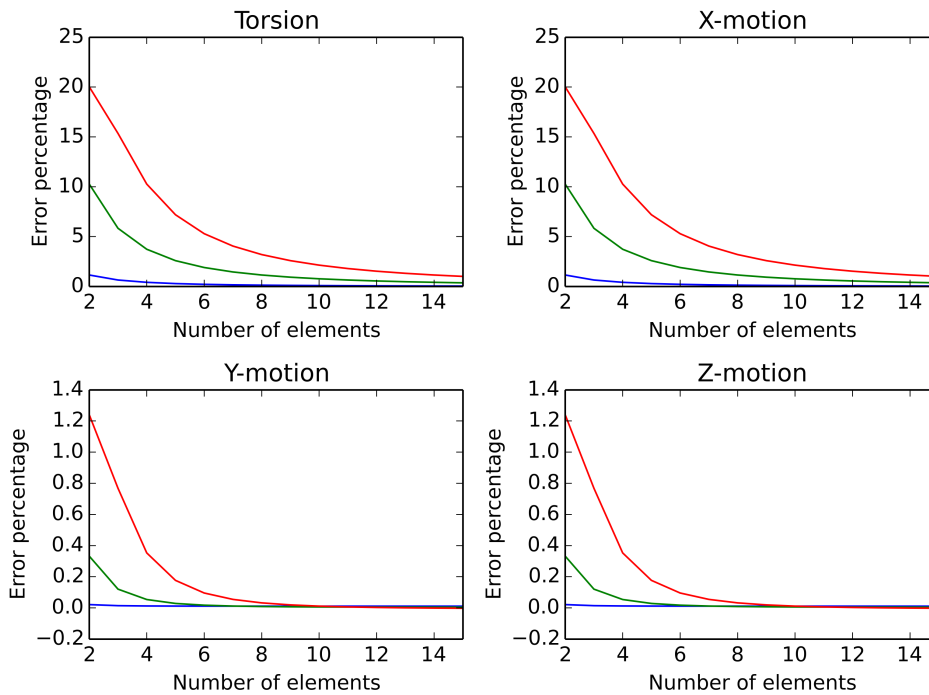 Torsion
25
20
15
10
5
0
Error percentage
2 4 6 8 10 12 14
Number of elements
X-motion
25
20
15
10
5
0
Error percentage
2 4 6 8 10 12 14
Number of elements
Y-motion
1.4
1.2
1.0
0.8
0.6
0.4
0.2
0.0
−0.2
Error percentage
2 4 6 8 10 12 14
Number of elements
Z-motion
1.4
1.2
1.0
0.8
0.6
0.4
0.2
0.0
−0.2
Error percentage
2 4 6 8 10 12 14
Number of elements